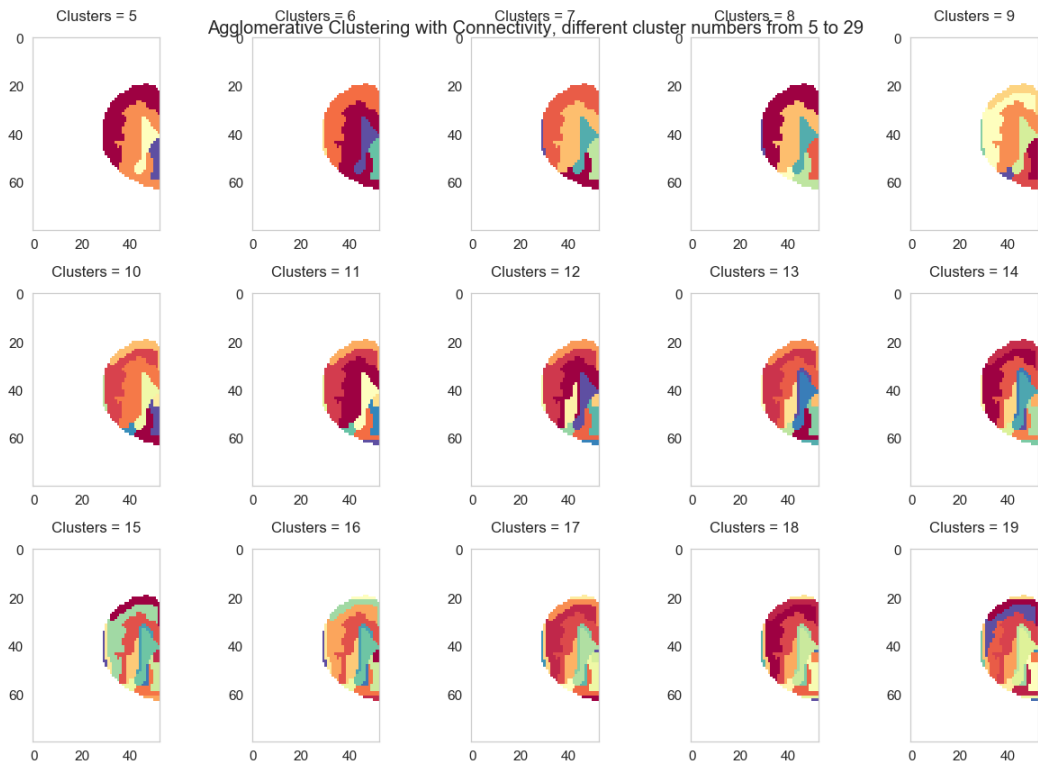 Clusters = 5 Clusters = 6 Clusters = 7 Clusters = 8 Clusters = 9
Agglomerative Clustering with Connectivity, different cluster numbers from 5 to 29
0 0 0 0 0
20 20 20 20 20
40 40 40 40 40
60 60 60 60 60
0 20 40 0 20 40 0 20 40 0 20 40 0 20 40
Clusters = 10 Clusters = 11 Clusters = 12 Clusters = 13 Clusters = 14
0 0 0 0 0
20 20 20 20 20
40 40 40 40 40
60 60 60 60 60
0 20 40 0 20 40 0 20 40 0 20 40 0 20 40
Clusters = 15 Clusters = 16 Clusters = 17 Clusters = 18 Clusters = 19
0 0 0 0 0
20 20 20 20 20
40 40 40 40 40
60 60 60 60 60
0 20 40 0 20 40 0 20 40 0 20 40 0 20 40